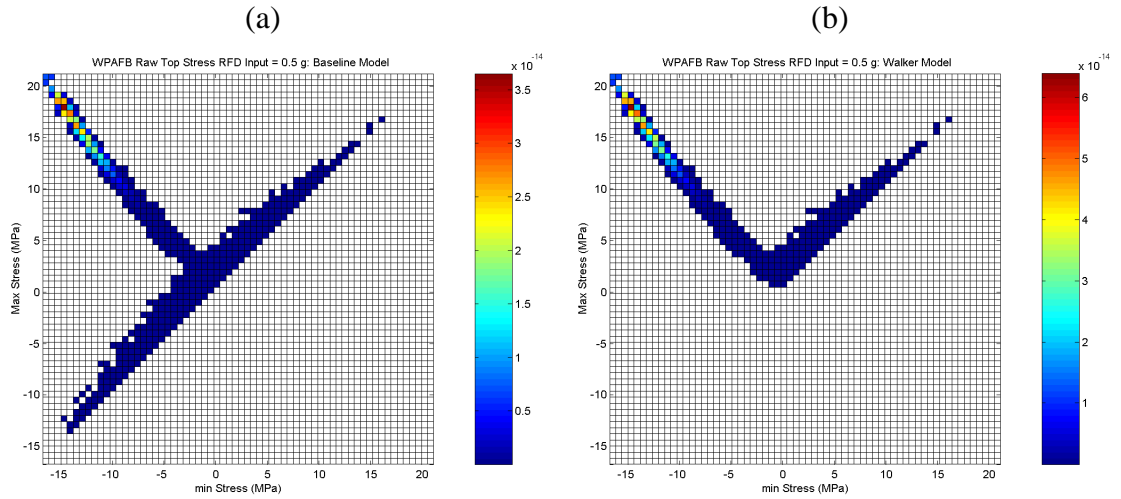 (a)
(b)
WPAFB Raw Top Stress RFD Input = 0.5 g: Baseline Model
20
15
10
5
0
-5
-10
-15
Max Stress (MPa)
-15 -10 -5 0 5 10 15 20
min Stress (MPa)
x 10^-14
3.5
3
2.5
2
1.5
1
0.5
WPAFB Raw Top Stress RFD Input = 0.5 g: Walker Model
20
15
10
5
0
-5
-10
-15
Max Stress (MPa)
-15 -10 -5 0 5 10 15 20
min Stress (MPa)
x 10^-14
6
5
4
3
2
1